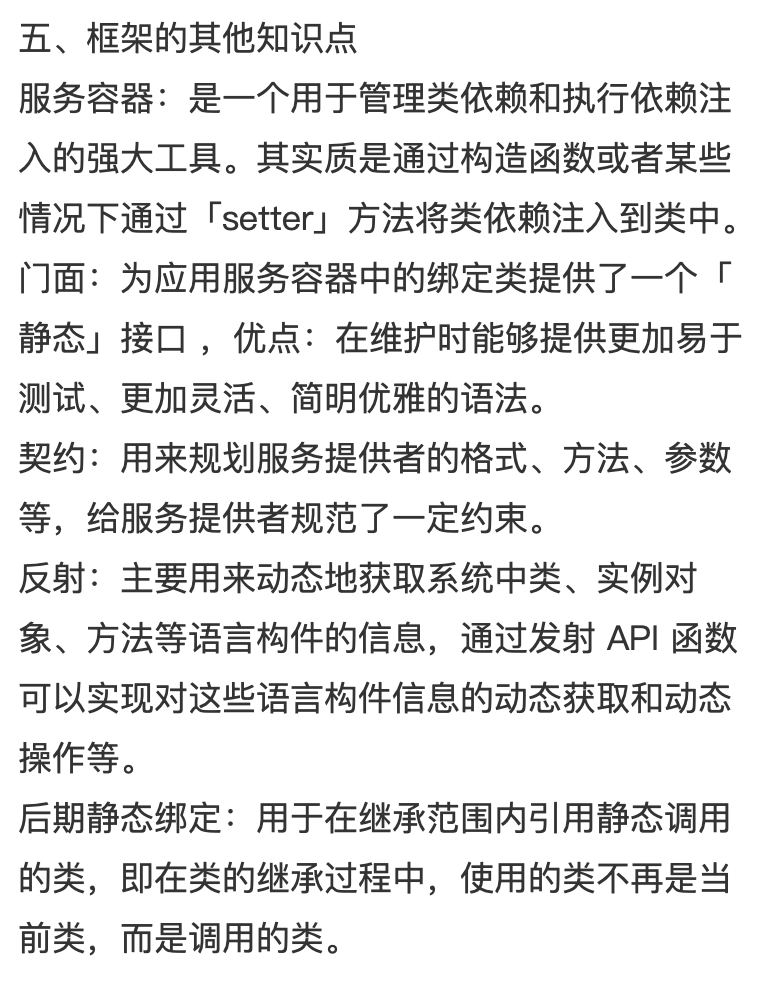 五、框架的其他知识点
服务容器：是一个用于管理类依赖和执行依赖注
入的强大工具。其实质是通过构造函数或者某些
情况下通过「setter」方法将类依赖注入到类中。
门面：为应用服务容器中的绑定类提供了一个「
静态」接口 ，优点：在维护时能够提供更加易于
测试、更加灵活、简明优雅的语法。
契约：用来规划服务提供者的格式、方法、参数
等，给服务提供者规范了一定约束。
反射：主要用来动态地获取系统中类、实例对
象、方法等语言构件的信息，通过发射 API 函数
可以实现对这些语言构件信息的动态获取和动态
操作等。
后期静态绑定：用于在继承范围内引用静态调用
的类，即在类的继承过程中，使用的类不再是当
前类，而是调用的类。